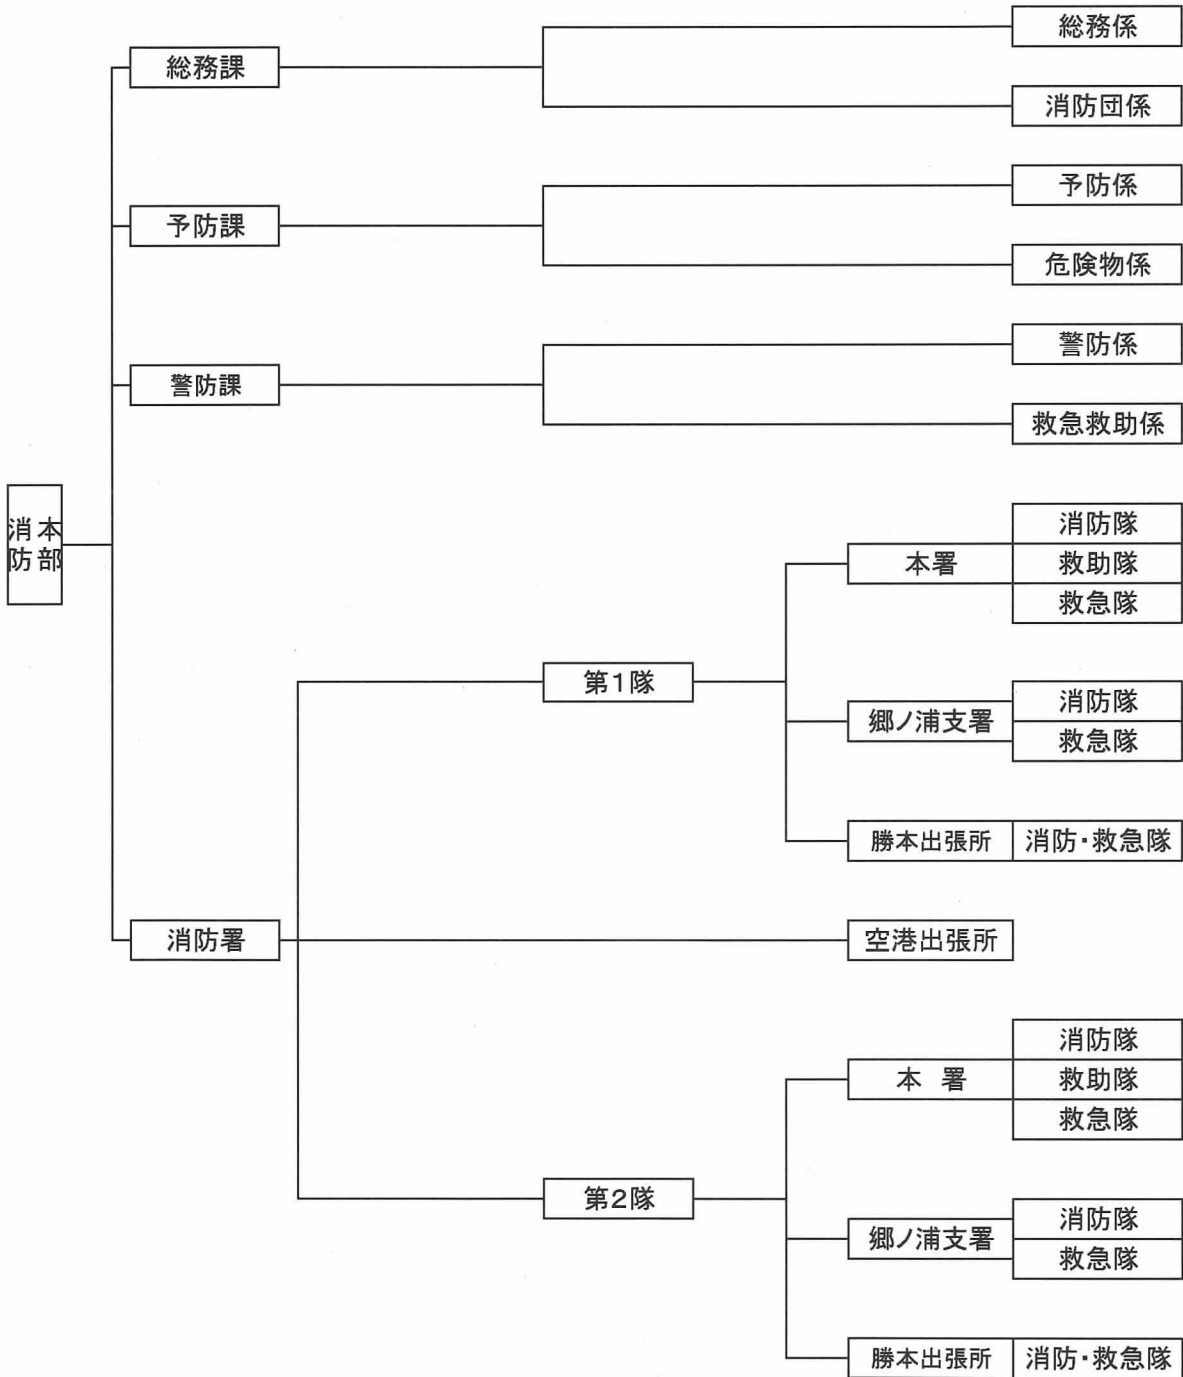 総務係
総務課
消防団係
予防係
予防課
危険物係
警防係
警防課
救急救助係
消防本部
消防隊
本署
救助隊
救急隊
第1隊
消防隊
郷ノ浦支署
救急隊
勝本出張所
消防・救急隊
消防署
空港出張所
消防隊
本 署
救助隊
救急隊
第2隊
消防隊
郷ノ浦支署
救急隊
勝本出張所
消防・救急隊